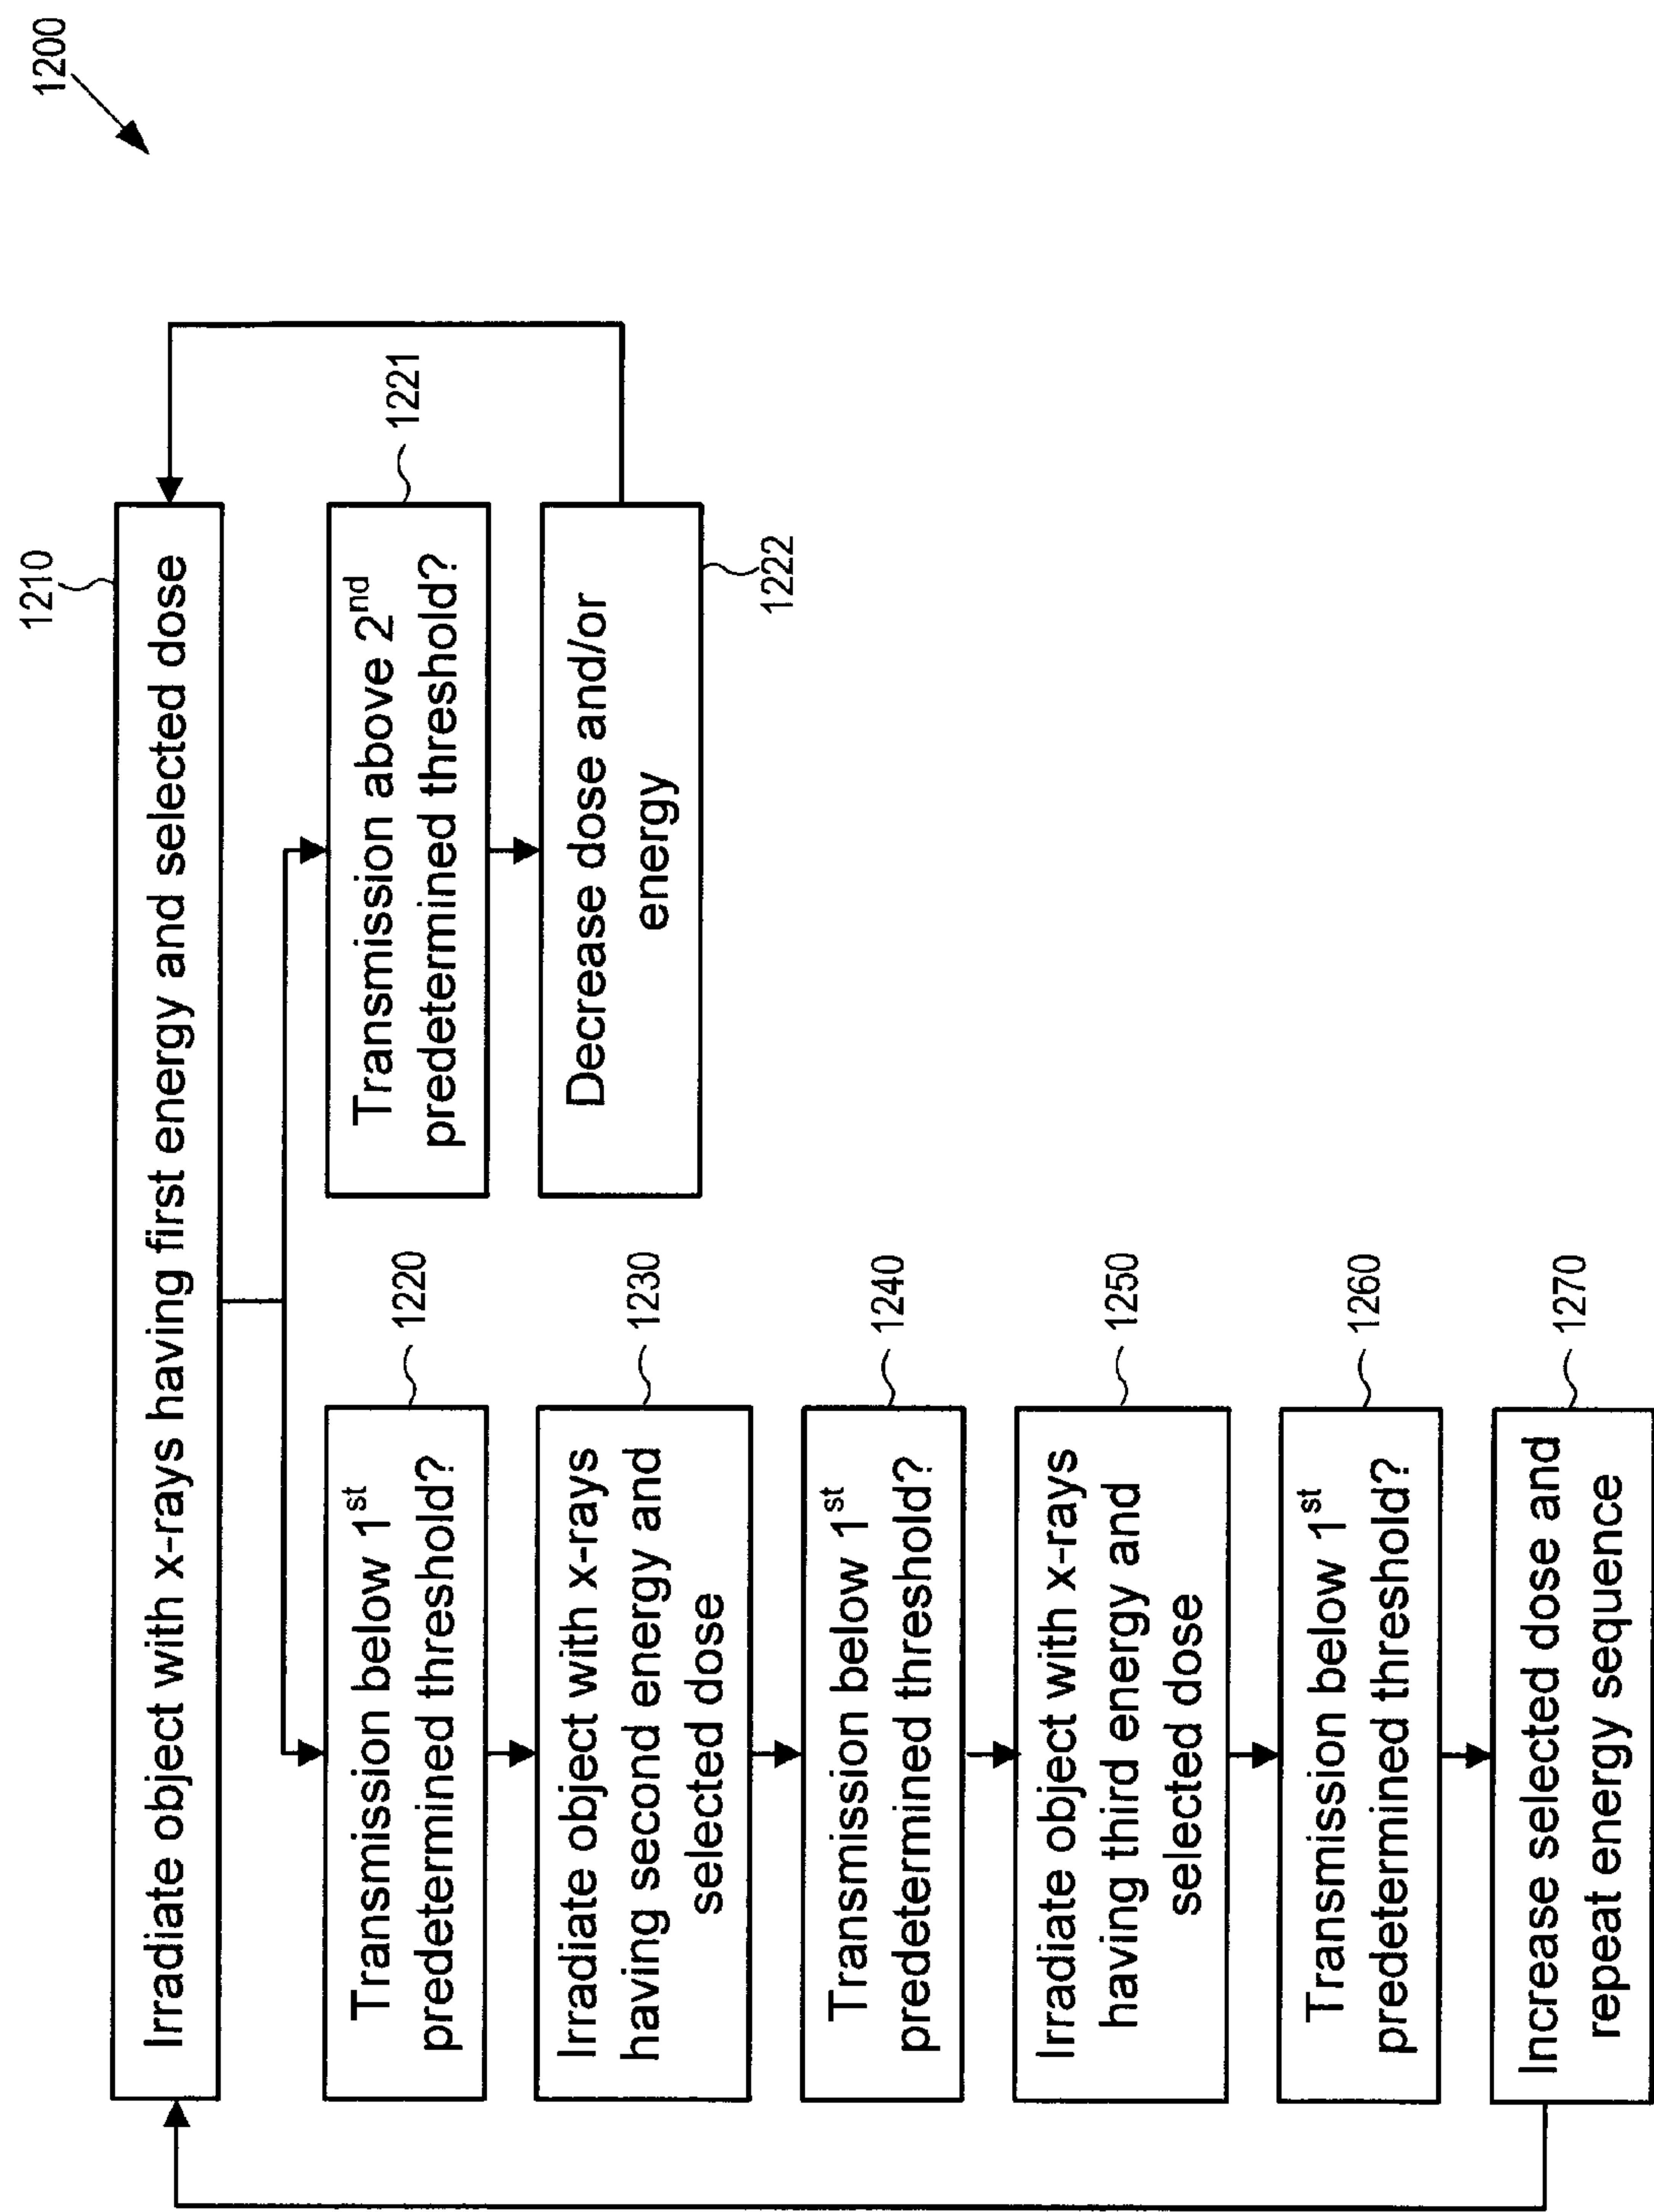 1200
1210
Irradiate object with x-rays having first energy and selected dose
Transmission below 1st
predetermined threshold?
1220
Irradiate object with x-rays
having second energy and
selected dose
1230
Transmission below 1st
predetermined threshold?
1240
Irradiate object with x-rays
having third energy and
selected dose
1250
Transmission below 1st
predetermined threshold?
1260
Increase selected dose and
repeat energy sequence
1270
Transmission above 2nd
predetermined threshold?
1221
Decrease dose and/or
energy
1222